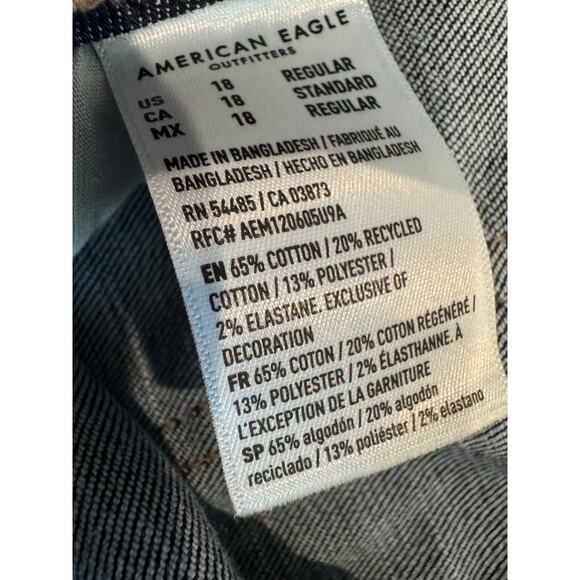 AMERICAN EAGLE
OUTFITTERS
US 18 REGULAR
CA 18 STANDARD
MX 18 REGULAR
MADE IN BANGLADESH / FABRIQUÉ AU
BANGLADESH / HECHO EN BANGLADESH
RN 54485 / CA 03873
RFC# AEM120605U9A
EN 65% COTTON / 20% RECYCLED
COTTON / 13% POLYESTER /
2% ELASTANE. EXCLUSIVE OF
DECORATION
FR 65% COTON / 20% COTON RÉGÉNÉRÉ /
13% POLYESTER / 2% ÉLASTHANNE. À
L'EXCEPTION DE LA GARNITURE
SP 65% algodón / 20% algodón
reciclado / 13% poliéster / 2% elastano